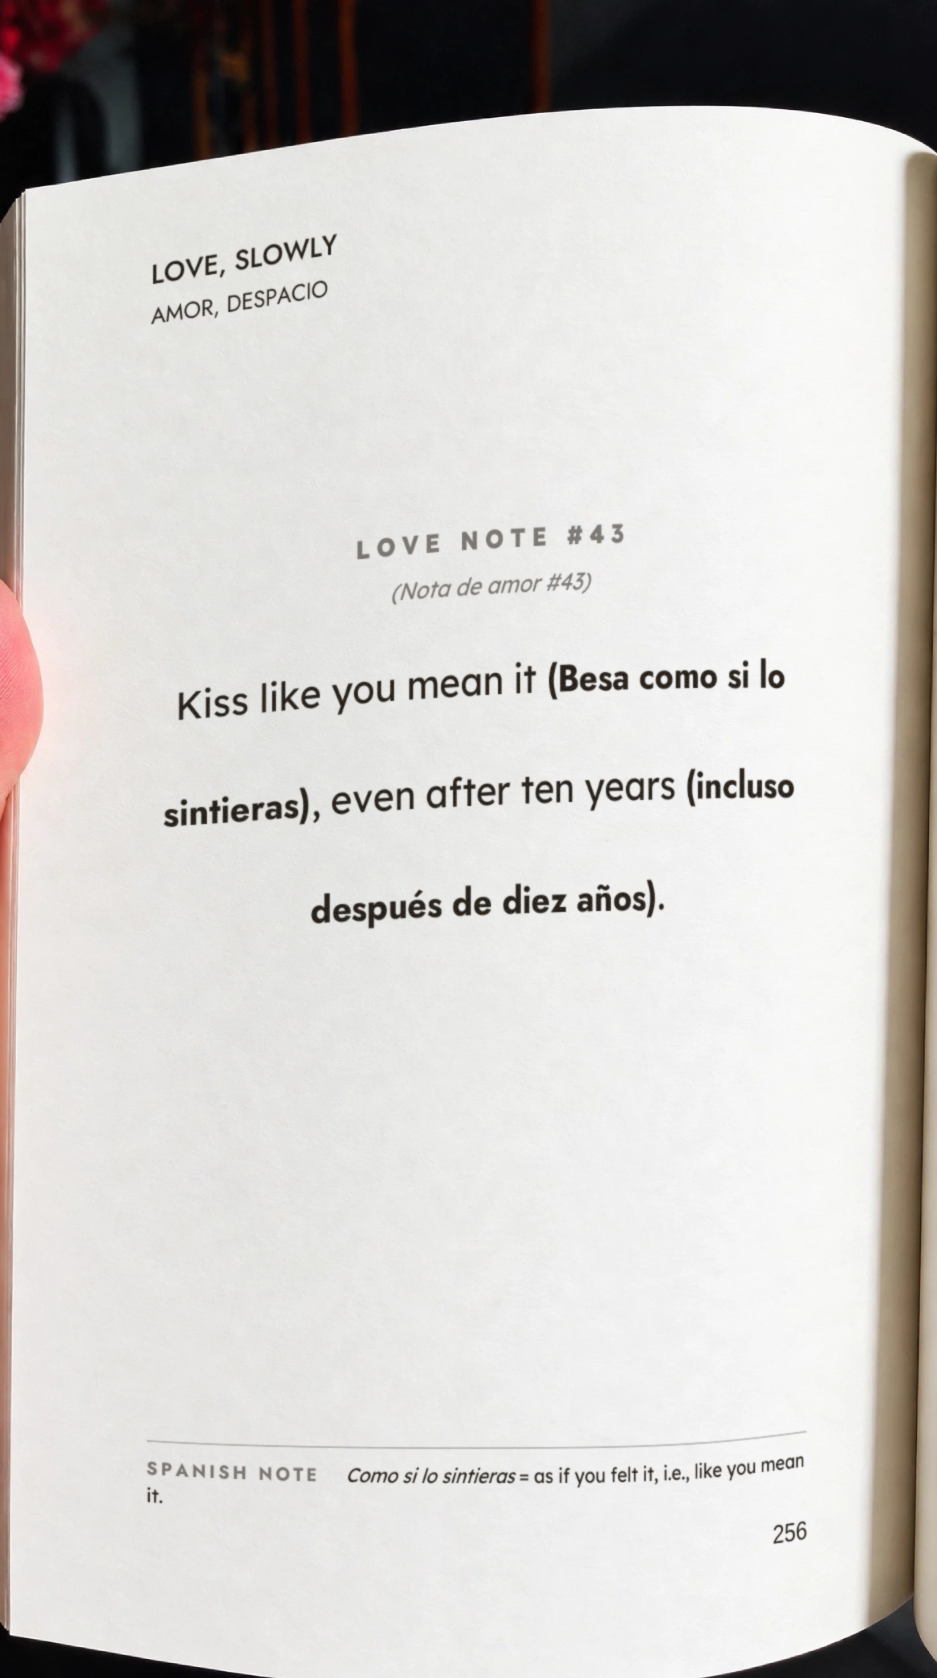 LOVE, SLOWLY
AMOR, DESPACIO
LOVE NOTE #43
(Nota de amor #43)
Kiss like you mean it (Besa como si lo
sintieras), even after ten years (incluso
después de diez años).
SPANISH NOTE Como si lo sintieras = as if you felt it, i.e., like you mean
it.
256